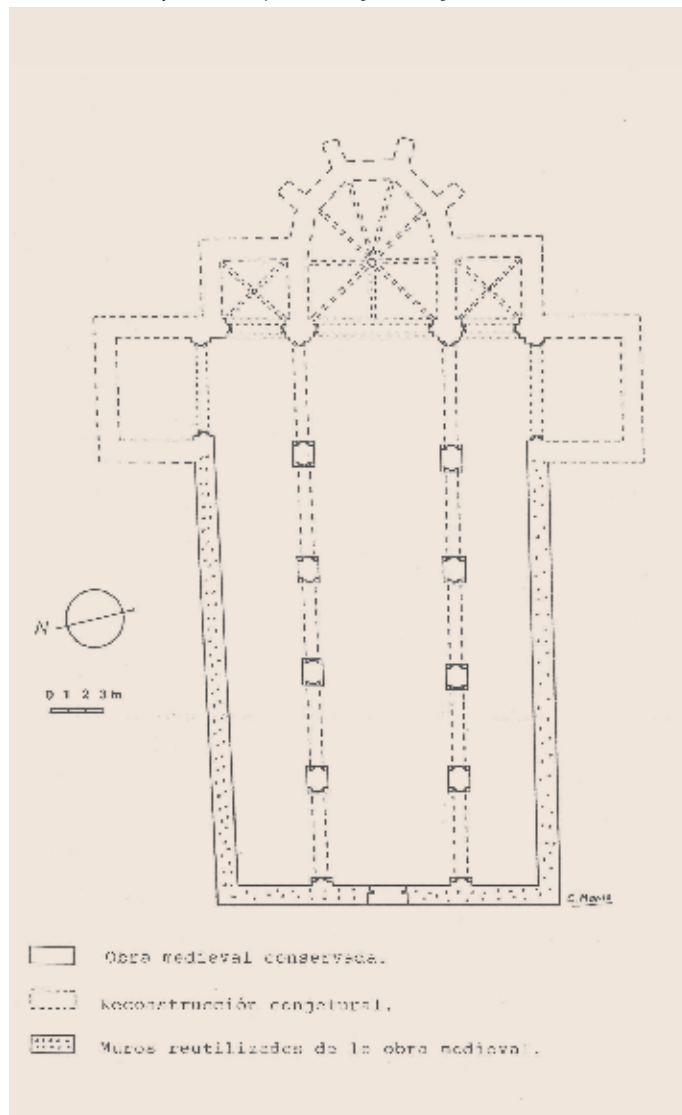 N
0 1 2 3 m
Obra medieval conservada.
Reconstrucción conjetural.
Muros reutilizados de la obra medieval.